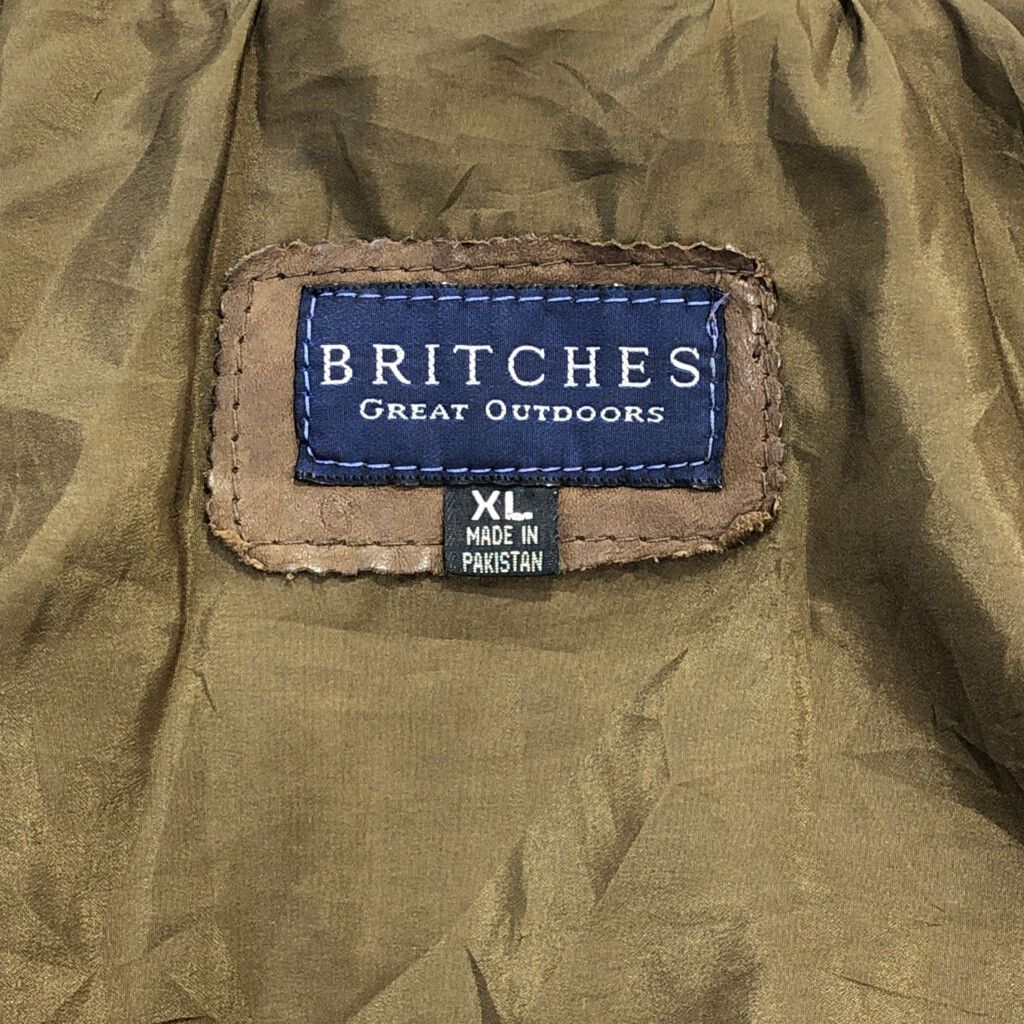 BRITCHES
GREAT OUTDOORS
XL
MADE IN
PAKISTAN